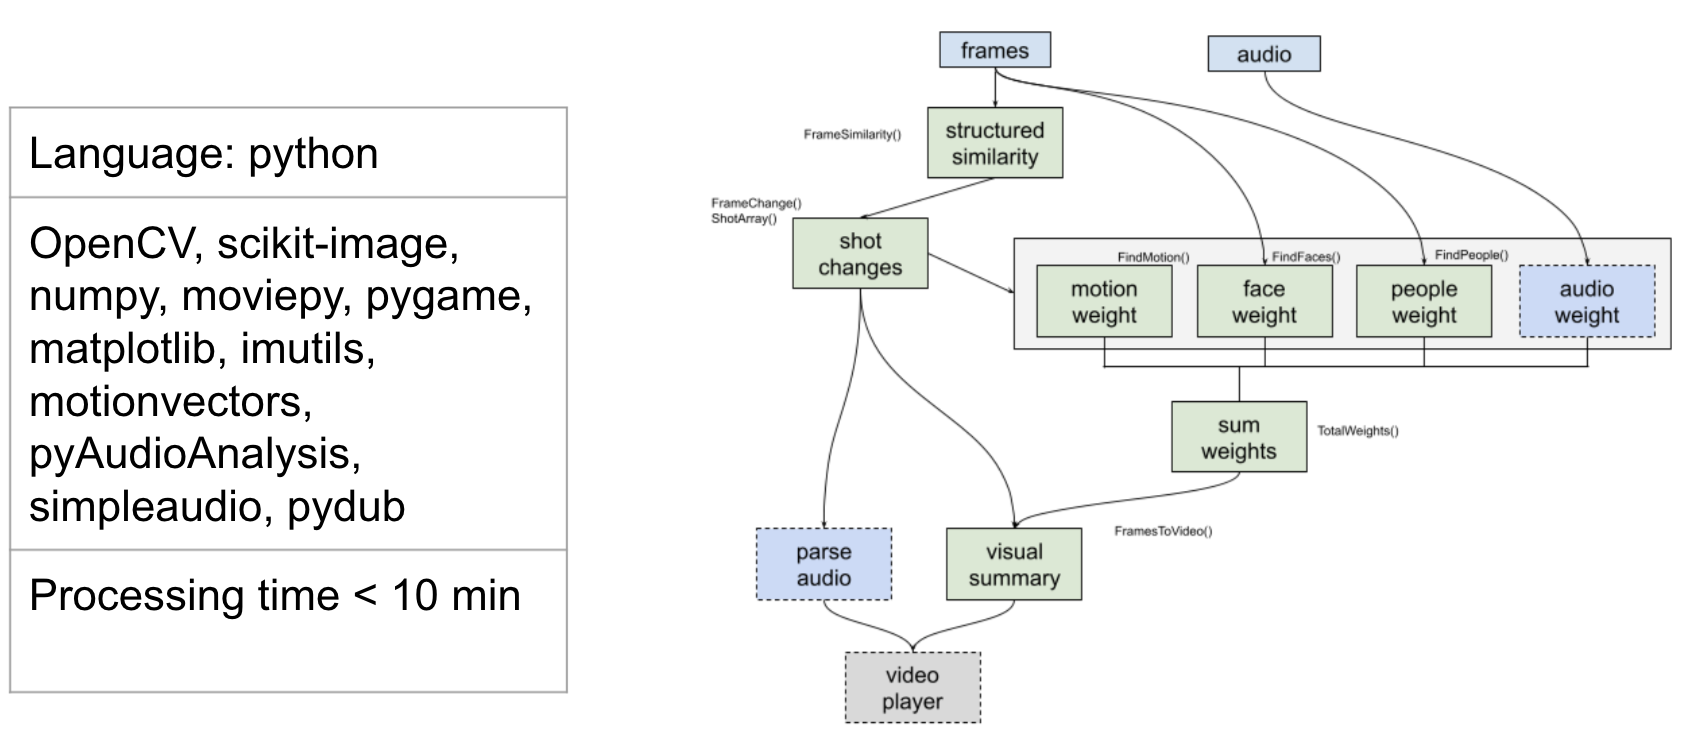 Language: python
OpenCV, scikit-image,
numpy, moviepy, pygame,
matplotlib, imutils,
motionvectors,
pyAudioAnalysis,
simpleaudio, pydub
Processing time < 10 min
frames
audio
FrameSimilarity()
structured
similarity
FrameChange()
ShotArray()
shot
changes
FindMotion()
FindFaces()
FindPeople()
motion
weight
face
weight
people
weight
audio
weight
sum
weights
TotalWeights()
FramesToVideo()
parse
audio
visual
summary
video
player